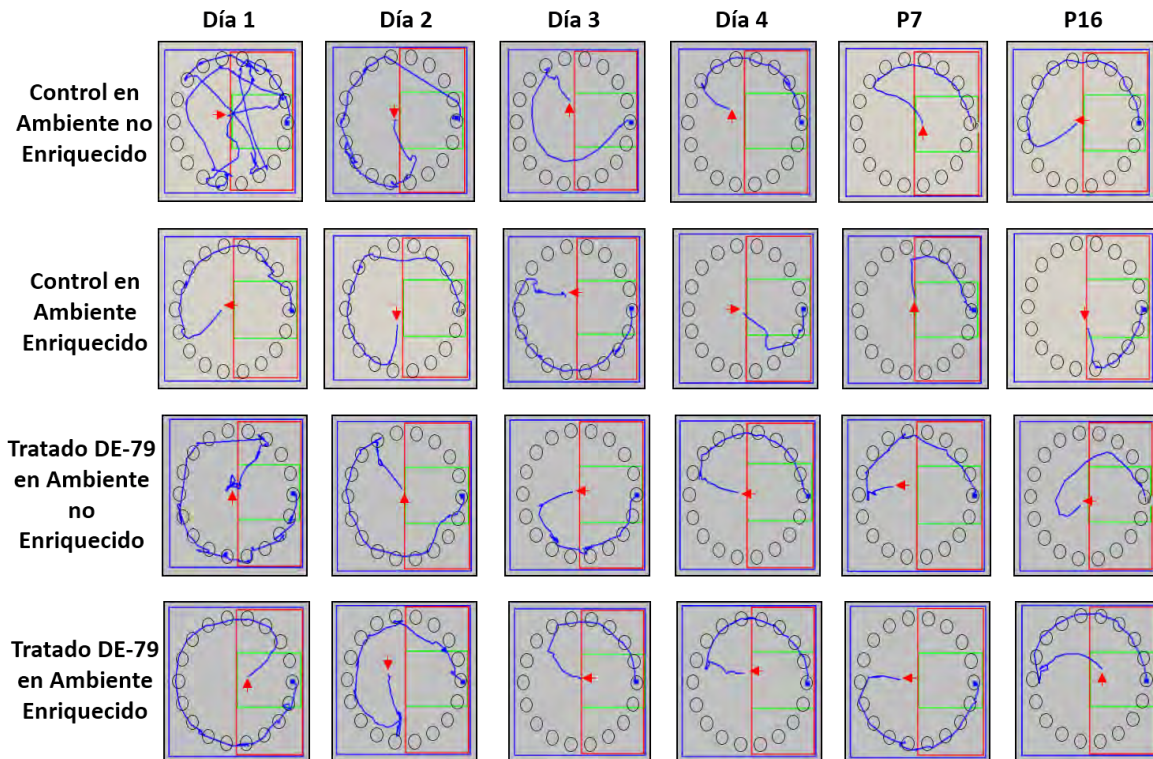 Día 1 Día 2 Día 3 Día 4 P7 P16
Control en
Ambiente no
Enriquecido
Control en
Ambiente
Enriquecido
Tratado DE-79
en Ambiente
no
Enriquecido
Tratado DE-79
en Ambiente
Enriquecido